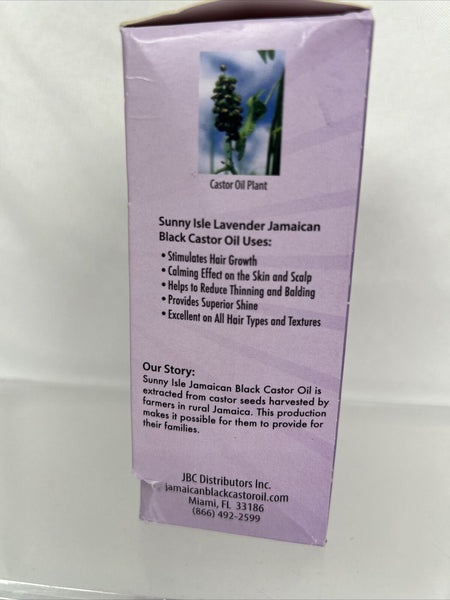 Castor Oil Plant
Sunny Isle Lavender Jamaican
Black Castor Oil Uses:
• Stimulates Hair Growth
• Calming Effect on the Skin and Scalp
• Helps to Reduce Thinning and Balding
• Provides Superior Shine
• Excellent on All Hair Types and Textures
Our Story:
Sunny Isle Jamaican Black Castor Oil is
extracted from castor seeds harvested by
farmers in rural Jamaica. This production
makes it possible for them to provide for
their families.
JBC Distributors Inc.
jamaicanblackcastoroil.com
Miami, FL 33186
(866) 492-2599